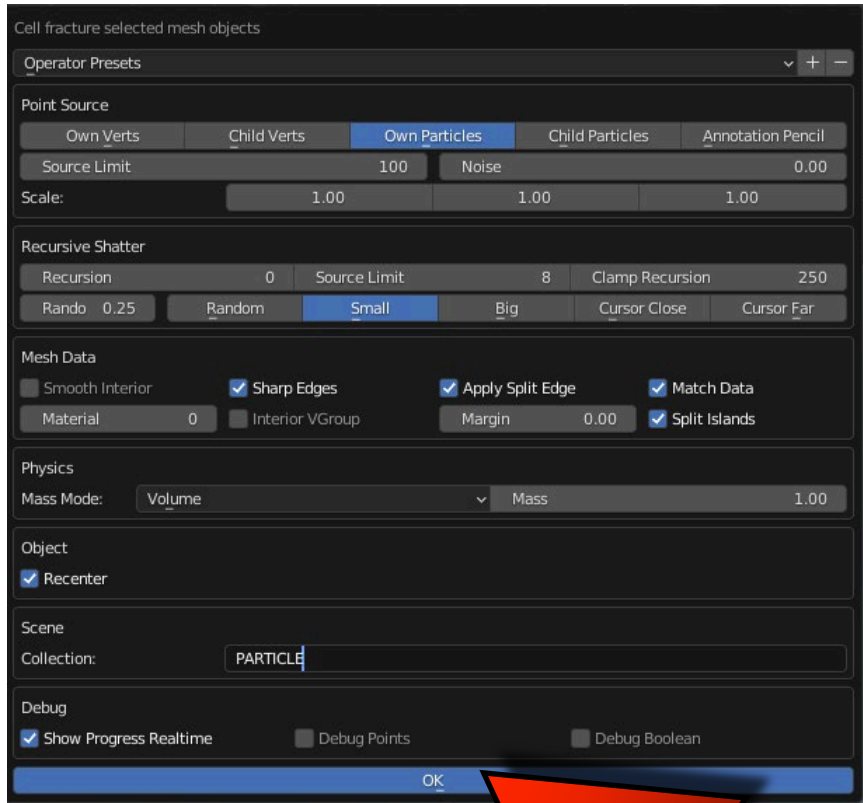 Cell fracture selected mesh objects
Operator Presets
Point Source
Own Verts Child Verts Own Particles Child Particles Annotation Pencil
Source Limit 100 Noise 0.00
Scale: 1.00 1.00 1.00
Recursive Shatter
Recursion 0 Source Limit 8 Clamp Recursion 250
Rando 0.25 Random Small Big Cursor Close Cursor Far
Mesh Data
Smooth Interior Sharp Edges Apply Split Edge Match Data
Material 0 Interior VGroup Margin 0.00 Split Islands
Physics
Mass Mode: Volume Mass 1.00
Object
Recenter
Scene
Collection: PARTICLE
Debug
Show Progress Realtime Debug Points Debug Boolean
OK